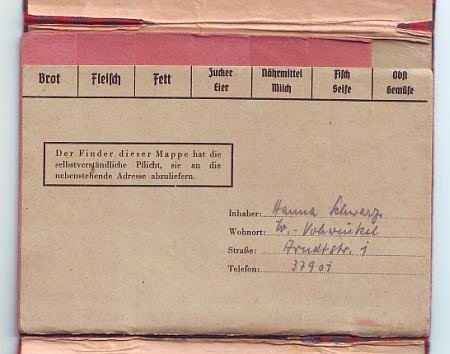 Brot Fleisch Fett Zucker Nährmittel Fisch Obst
Eier Milch Seife Gemüse
Der Finder dieser Mappe hat die
selbstverständliche Pflicht, sie an die
nebenstehende Adresse abzuliefern.
Inhaber: Hanna Schwarz
Wohnort: W.-Vohwinkel
Straße: Arndtstr. 1
Telefon: 37907